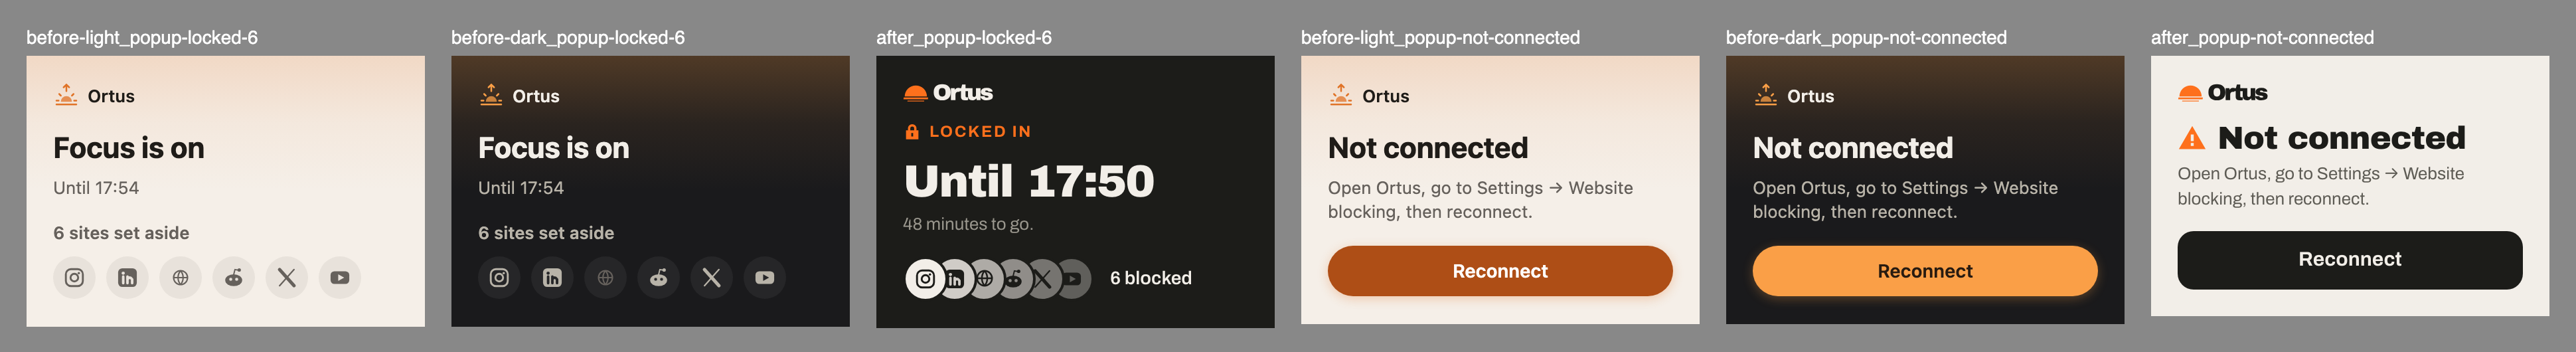 before-light_popup-locked-6
Ortus
Focus is on
Until 17:54
6 sites set aside
before-dark_popup-locked-6
Ortus
Focus is on
Until 17:54
6 sites set aside
after_popup-locked-6
Ortus
LOCKED IN
Until 17:50
48 minutes to go.
6 blocked
before-light_popup-not-connected
Ortus
Not connected
Open Ortus, go to Settings → Website
blocking, then reconnect.
Reconnect
before-dark_popup-not-connected
Ortus
Not connected
Open Ortus, go to Settings → Website
blocking, then reconnect.
Reconnect
after_popup-not-connected
Ortus
Not connected
Open Ortus, go to Settings → Website
blocking, then reconnect.
Reconnect